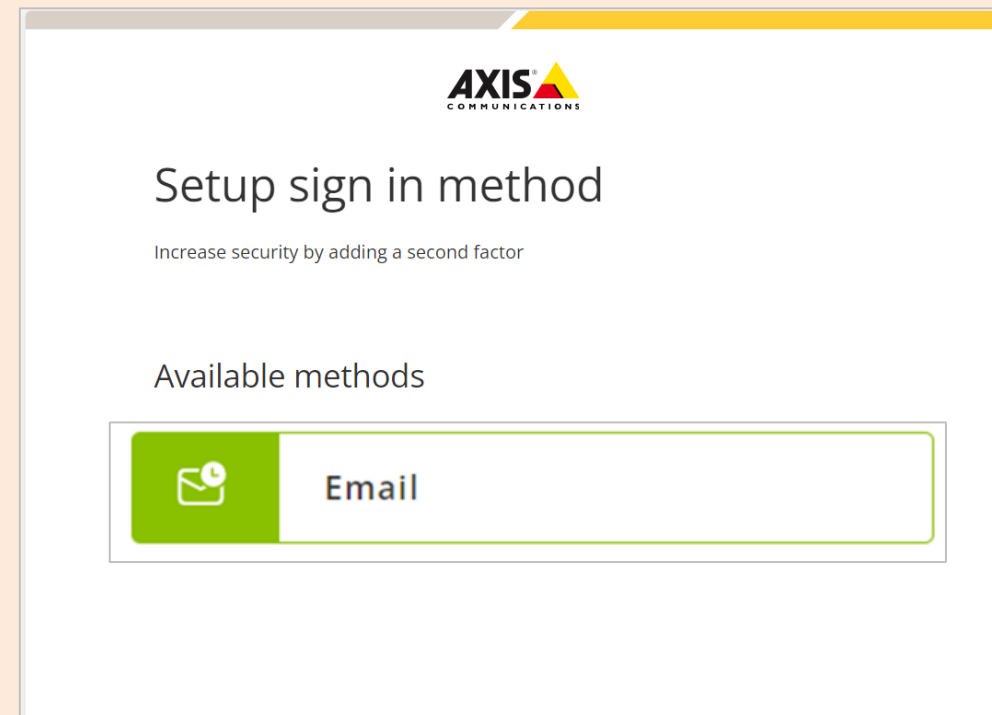 AXIS
COMMUNICATIONS
Setup sign in method
Increase security by adding a second factor
Available methods
Email